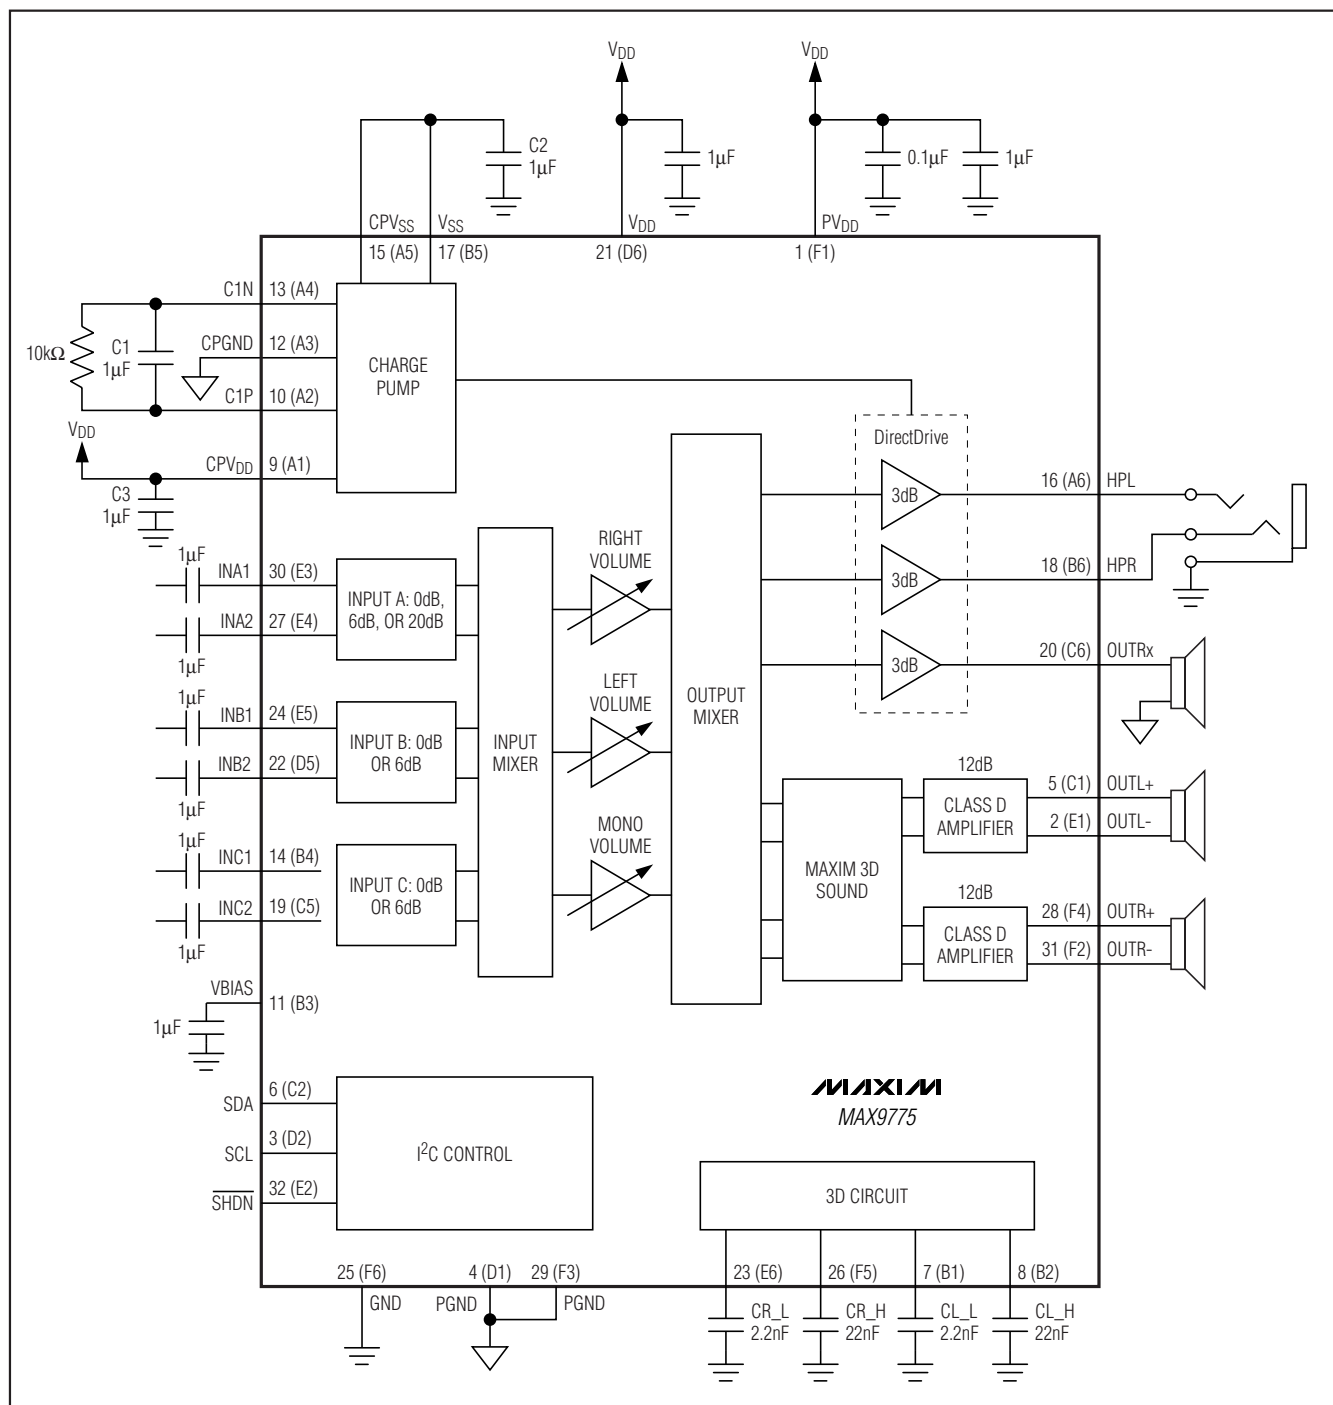 VDD
VDD
C2
1µF
1µF
0.1µF
1µF
CPVSS
VSS
VDD
PVDD
15 (A5)
17 (B5)
21 (D6)
1 (F1)
C1N
13 (A4)
10kΩ
C1
1µF
CPGND
12 (A3)
C1P
10 (A2)
CHARGE
PUMP
VDD
CPVDD
9 (A1)
C3
1µF
DirectDrive
3dB
16 (A6)
HPL
3dB
18 (B6)
HPR
3dB
20 (C6)
OUTRx
1µF
INA1
30 (E3)
INA2
27 (E4)
1µF
INPUT A: 0dB,
6dB, OR 20dB
RIGHT
VOLUME
1µF
INB1
24 (E5)
INB2
22 (D5)
1µF
INPUT B: 0dB
OR 6dB
INPUT
MIXER
LEFT
VOLUME
OUTPUT
MIXER
1µF
INC1
14 (B4)
INC2
19 (C5)
1µF
INPUT C: 0dB
OR 6dB
MONO
VOLUME
MAXIM 3D
SOUND
12dB
CLASS D
AMPLIFIER
5 (C1)
OUTL+
2 (E1)
OUTL-
12dB
CLASS D
AMPLIFIER
28 (F4)
OUTR+
31 (F2)
OUTR-
VBIAS
11 (B3)
1µF
SDA
6 (C2)
SCL
3 (D2)
SHDN
32 (E2)
I2C CONTROL
MAXIM
MAX9775
3D CIRCUIT
25 (F6)
GND
4 (D1)
PGND
29 (F3)
PGND
23 (E6)
26 (F5)
7 (B1)
8 (B2)
CR_L
2.2nF
CR_H
22nF
CL_L
2.2nF
CL_H
22nF